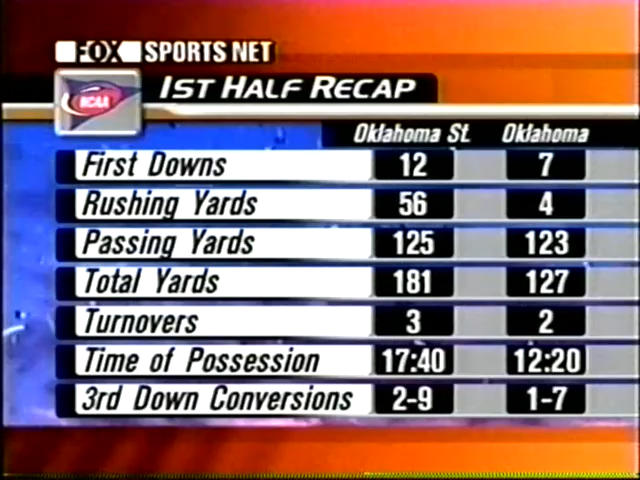 FOX SPORTS NET
NCAA
1ST HALF RECAP
Oklahoma St. Oklahoma
First Downs 12 7
Rushing Yards 56 4
Passing Yards 125 123
Total Yards 181 127
Turnovers 3 2
Time of Possession 17:40 12:20
3rd Down Conversions 2-9 1-7